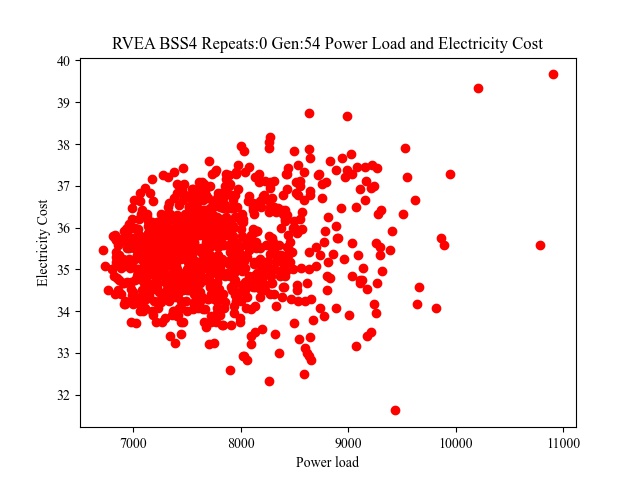 RVEA BSS4 Repeats:0 Gen:54 Power Load and Electricity Cost
40
39
38
37
36
35
34
33
32
Electricity Cost
7000 8000 9000 10000 11000
Power load